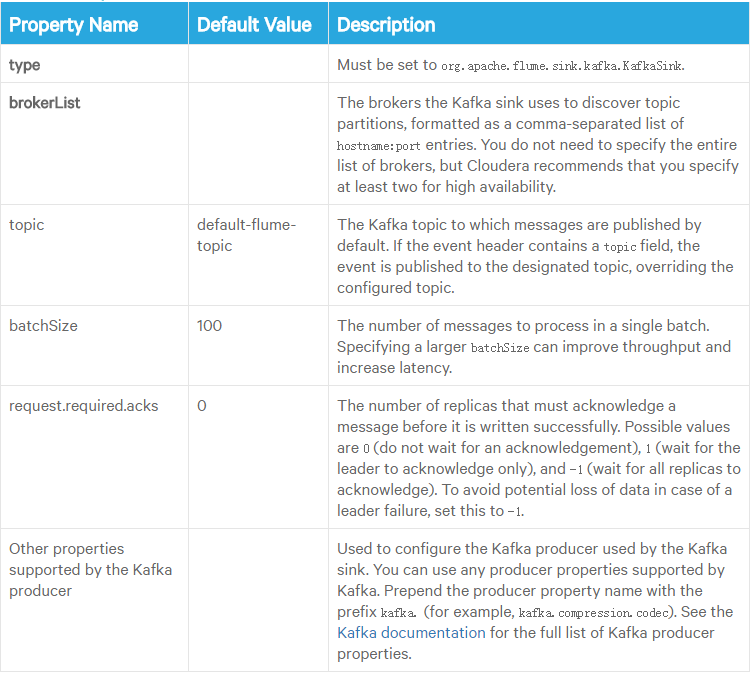 Property Name Default Value Description
type Must be set to org.apache.flume.sink.kafka.KafkaSink.
brokerList The brokers the Kafka sink uses to discover topic
partitions, formatted as a comma-separated list of
hostname:port entries. You do not need to specify the entire
list of brokers, but Cloudera recommends that you specify
at least two for high availability.
topic default-flume- The Kafka topic to which messages are published by
topic default. If the event header contains a topic field, the
event is published to the designated topic, overriding the
configured topic.
batchSize 100 The number of messages to process in a single batch.
Specifying a larger batchSize can improve throughput and
increase latency.
request.required.acks 0 The number of replicas that must acknowledge a
message before it is written successfully. Possible values
are 0 (do not wait for an acknowledgement), 1 (wait for the
leader to acknowledge only), and -1 (wait for all replicas to
acknowledge). To avoid potential loss of data in case of a
leader failure, set this to -1.
Other properties Used to configure the Kafka producer used by the Kafka
supported by the Kafka sink. You can use any producer properties supported by
producer Kafka. Prepend the producer property name with the
prefix kafka. (for example, kafka.compression.codec). See the
Kafka documentation for the full list of Kafka producer
properties.